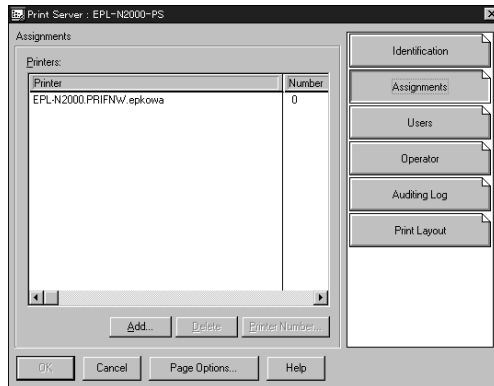 Print Server : EPL-N2000-PS
Assignments
Printers:
Printer Number
EPL-N2000.PRIFNW.epkowa 0
Add... Delete Printer Number...
OK Cancel Page Options... Help
Identification
Assignments
Users
Operator
Auditing Log
Print Layout